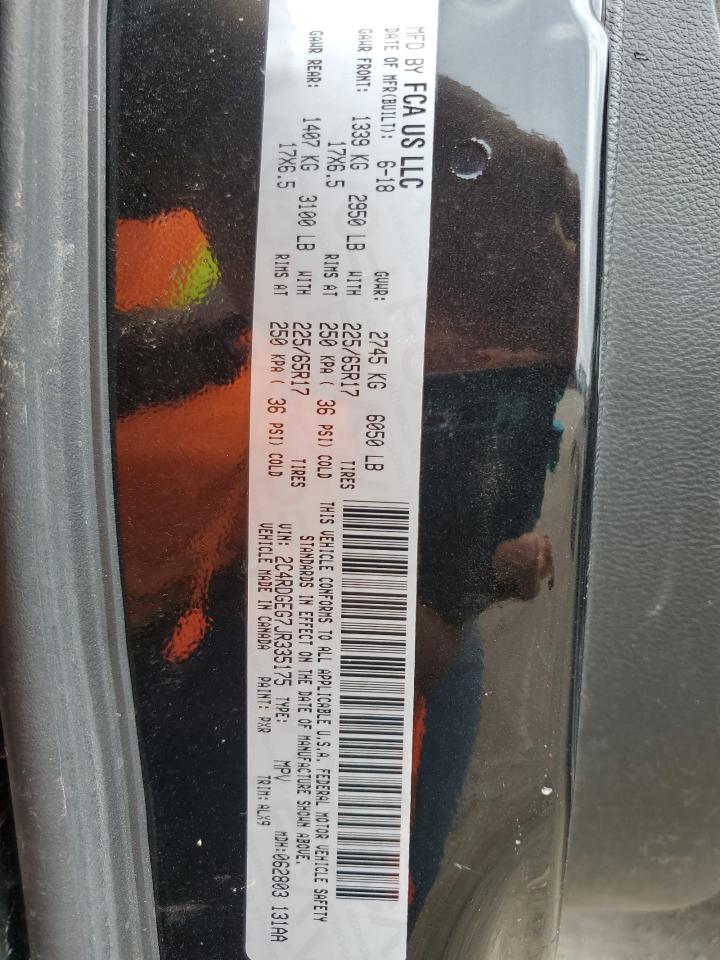 MFD BY FCA US LLC
DATE OF MFR(BUILT): 6-18 GVWR: 2745 KG 6050 LB
GAWR FRONT: 1339 KG 2950 LB WITH 225/65R17 TIRES
17X6.5 RIMS AT 250 KPA ( 36 PSI) COLD
GAWR REAR: 1407 KG 3100 LB WITH 225/65R17 TIRES
17X6.5 RIMS AT 250 KPA ( 36 PSI) COLD
THIS VEHICLE CONFORMS TO ALL APPLICABLE U.S.A. FEDERAL MOTOR VEHICLE SAFETY
STANDARDS IN EFFECT ON THE DATE OF MANUFACTURE SHOWN ABOVE.
VIN: 2C4RDGEG7JR335175 TYPE: MPV MDH:062803 131AA
VEHICLE MADE IN CANADA PAINT: PXR TRIM: ALX9